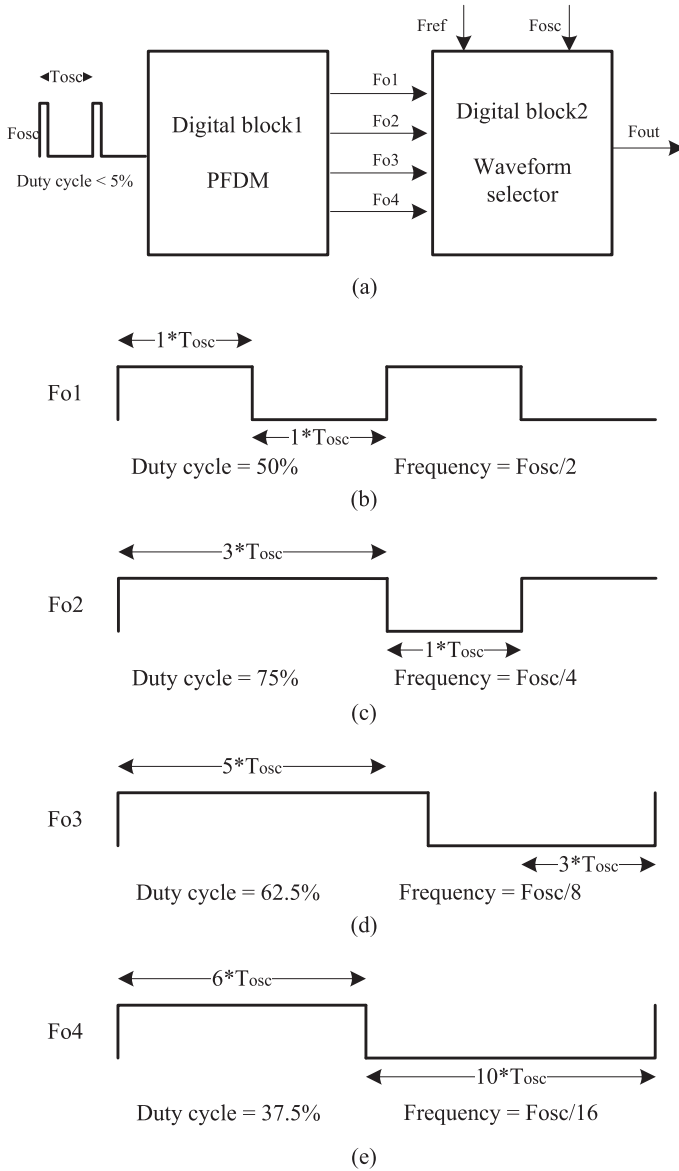 Fref
Fosc
Tosc
Fosc
Duty cycle < 5%
Digital block1
PFDM
Fo1
Fo2
Fo3
Fo4
Digital block2
Waveform
selector
Fout
(a)
1*Tosc
Fo1
1*Tosc
Duty cycle = 50%
Frequency = Fosc/2
(b)
3*Tosc
Fo2
1*Tosc
Duty cycle = 75%
Frequency = Fosc/4
(c)
5*Tosc
Fo3
3*Tosc
Duty cycle = 62.5%
Frequency = Fosc/8
(d)
6*Tosc
Fo4
10*Tosc
Duty cycle = 37.5%
Frequency = Fosc/16
(e)